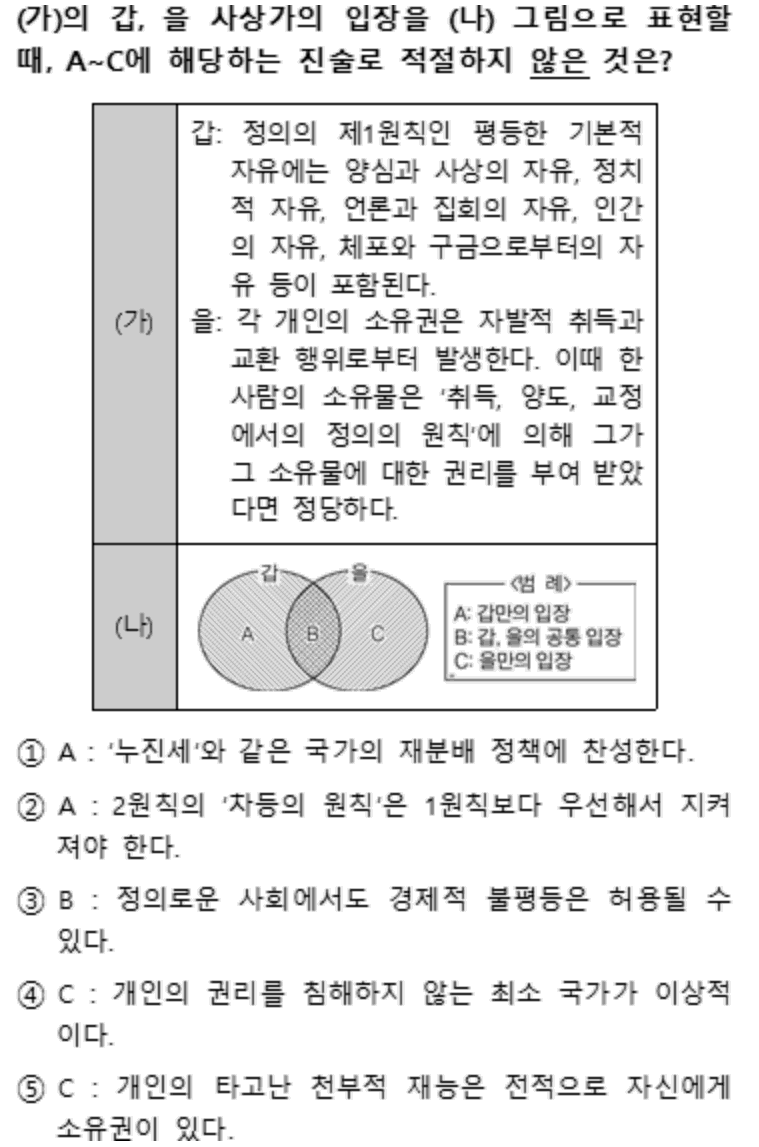 (가)의 갑, 을 사상가의 입장을 (나) 그림으로 표현할
때, A~C에 해당하는 진술로 적절하지 않은 것은?
(가)
갑: 정의의 제1원칙인 평등한 기본적
자유에는 양심과 사상의 자유, 정치
적 자유, 언론과 집회의 자유, 인간
의 자유, 체포와 구금으로부터의 자
유 등이 포함된다.
을: 각 개인의 소유권은 자발적 취득과
교환 행위로부터 발생한다. 이때 한
사람의 소유물은 '취득, 양도, 교정
에서의 정의의 원칙'에 의해 그가
그 소유물에 대한 권리를 부여 받았
다면 정당하다.
(나)
갑 을
A B C
<범 례>
A: 갑만의 입장
B: 갑, 을의 공통 입장
C: 을만의 입장
① A : '누진세'와 같은 국가의 재분배 정책에 찬성한다.
② A : 2원칙의 '차등의 원칙'은 1원칙보다 우선해서 지켜
져야 한다.
③ B : 정의로운 사회에서도 경제적 불평등은 허용될 수
있다.
④ C : 개인의 권리를 침해하지 않는 최소 국가가 이상적
이다.
⑤ C : 개인의 타고난 천부적 재능은 전적으로 자신에게
소유권이 있다.